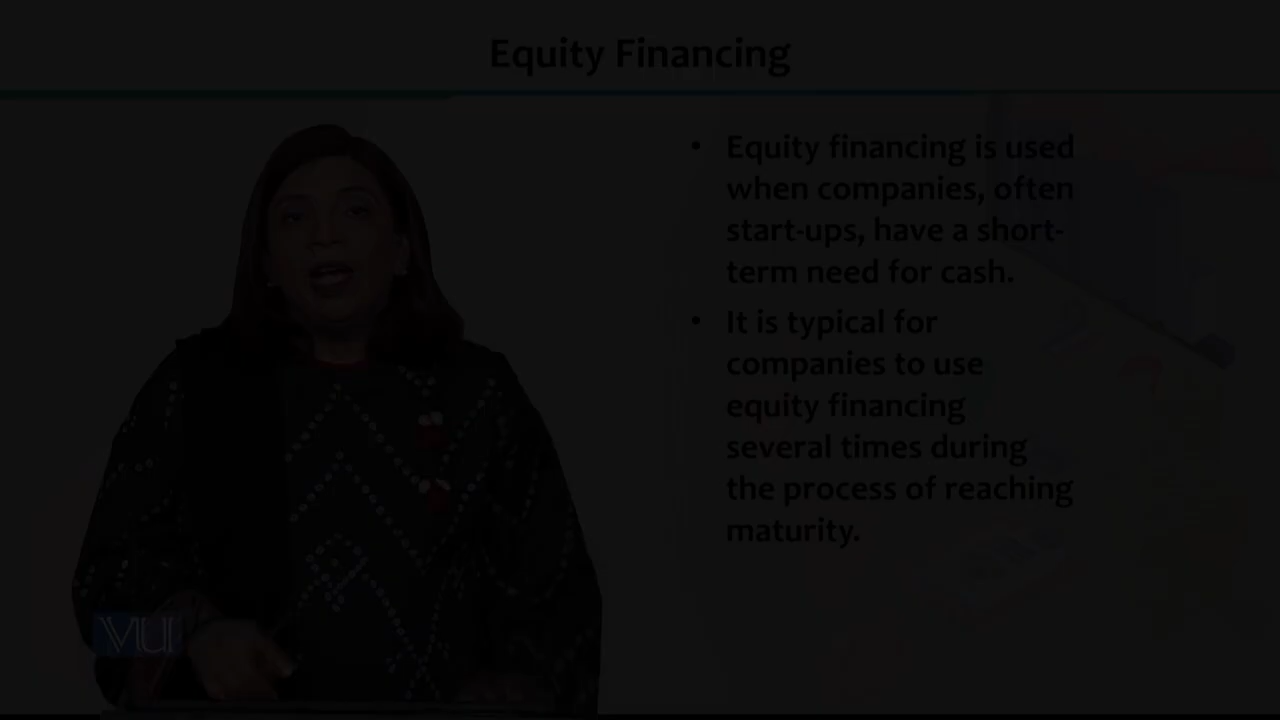 Equity Financing
• Equity financing is used
when companies, often
start-ups, have a short-
term need for cash.
• It is typical for
companies to use
equity financing
several times during
the process of reaching
maturity.
VU